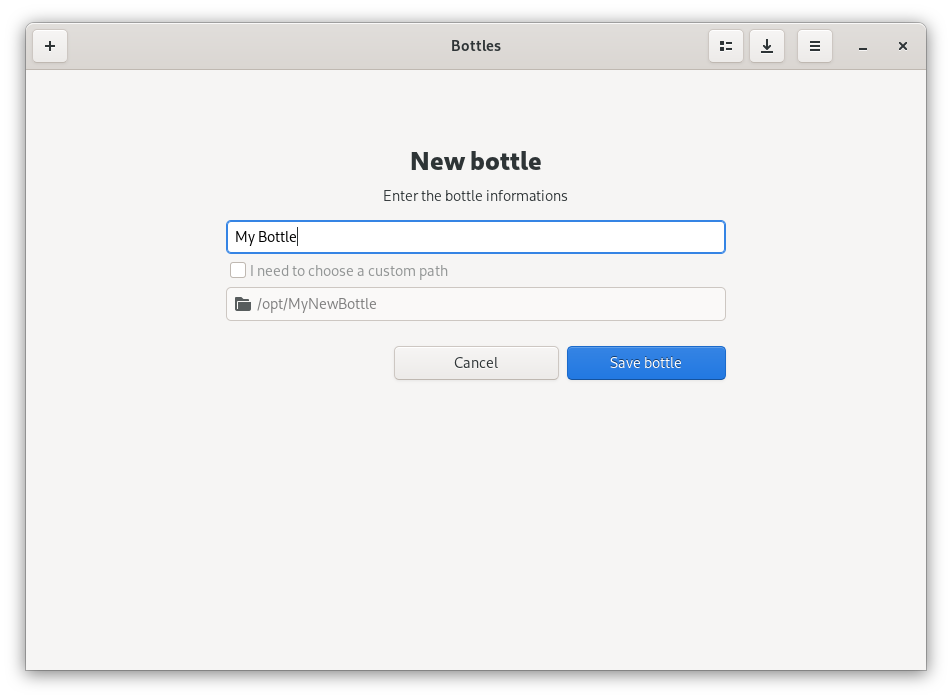 Bottles
New bottle
Enter the bottle informations
My Bottle
I need to choose a custom path
/opt/MyNewBottle
Cancel
Save bottle